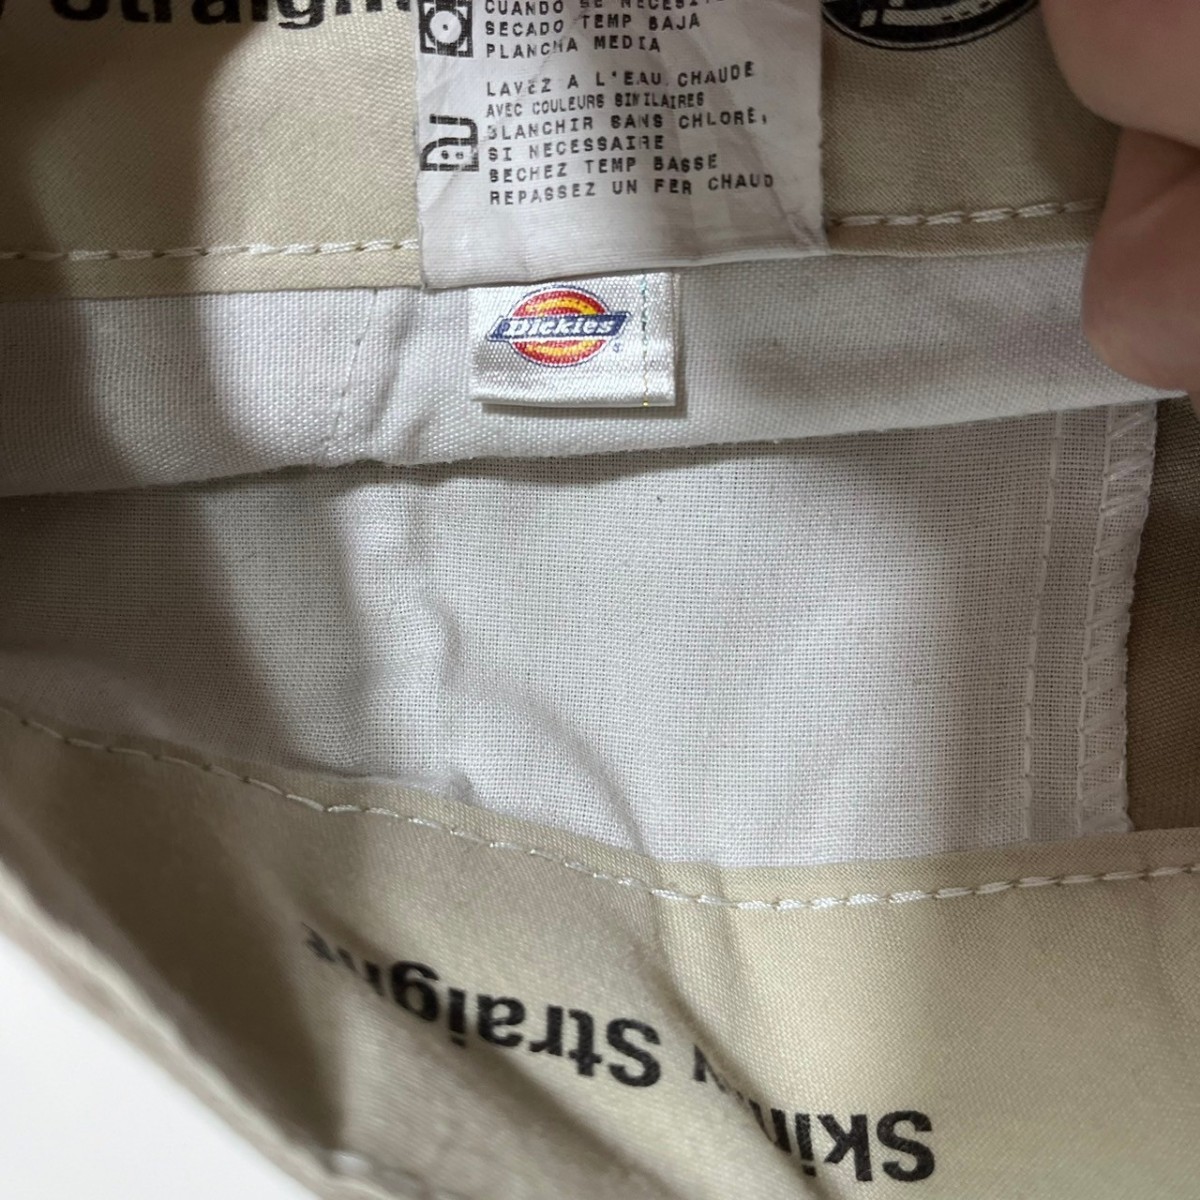 Straight
CUANDO SE NECESITE
SECADO TEMP BAJA
PLANCHA MEDIA
LAVEZ A L'EAU CHAUDE
AVEC COULEURS SIMILAIRES
BLANCHIR SANS CHLORE,
SI NECESSAIRE
SECHEZ TEMP BASSE
REPASSEZ UN FER CHAUD
Dickies
Skinny Straight